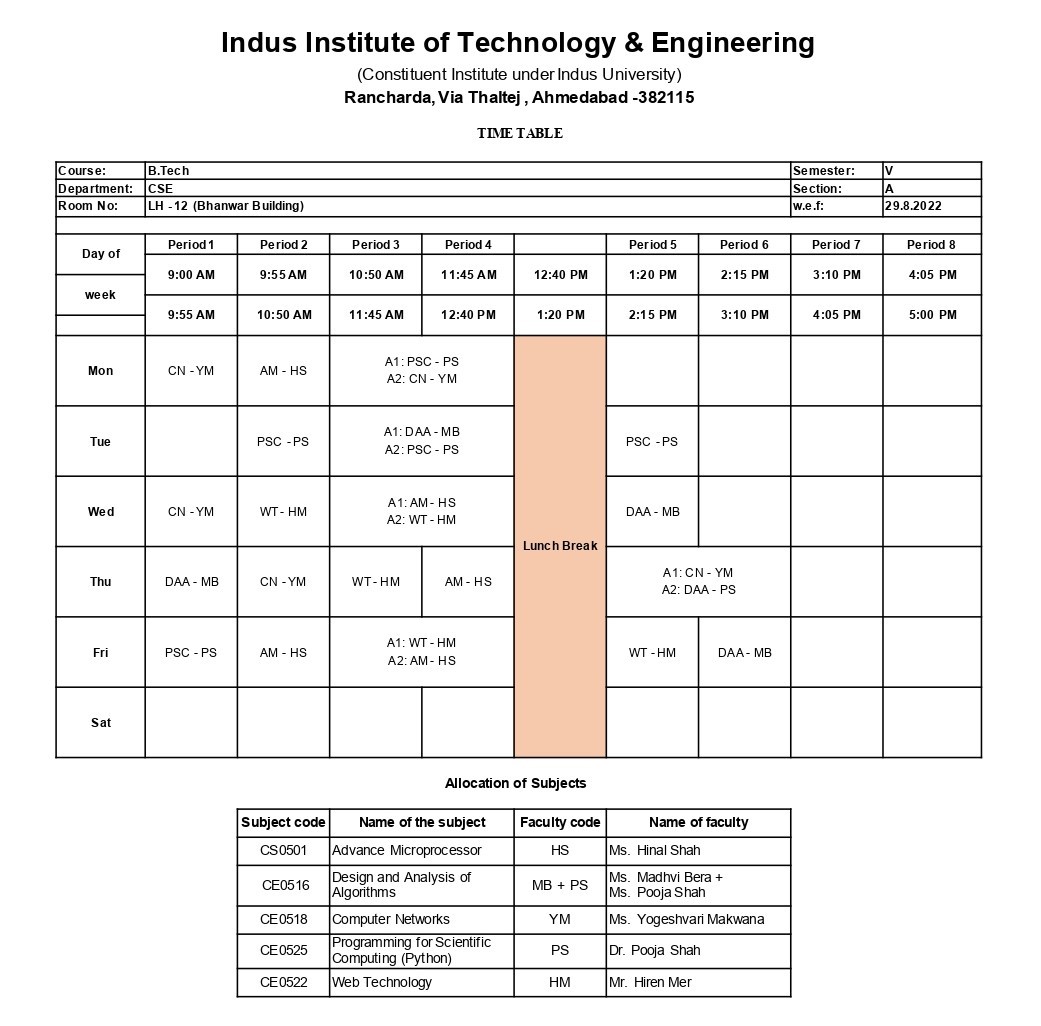 Indus Institute of Technology & Engineering
(Constituent Institute under Indus University)
Rancharda, Via Thaltej , Ahmedabad -382115
TIME TABLE
Course: B.Tech Semester: V
Department: CSE Section: A
Room No: LH - 12 (Bhanwar Building) w.e.f: 29.8.2022
Day of week
Period 1 Period 2 Period 3 Period 4 Period 5 Period 6 Period 7 Period 8
9:00 AM 9:55 AM 10:50 AM 11:45 AM 12:40 PM 1:20 PM 2:15 PM 3:10 PM 4:05 PM
9:55 AM 10:50 AM 11:45 AM 12:40 PM 1:20 PM 2:15 PM 3:10 PM 4:05 PM 5:00 PM
Mon CN - YM AM - HS A1: PSC - PS
A2: CN - YM
Tue PSC - PS A1: DAA - MB
A2: PSC - PS
PSC - PS
Wed CN - YM WT - HM A1: AM - HS
A2: WT - HM
DAA - MB
Lunch Break
Thu DAA - MB CN - YM WT - HM AM - HS A1: CN - YM
A2: DAA - PS
Fri PSC - PS AM - HS A1: WT - HM
A2: AM - HS
WT - HM DAA - MB
Sat
Allocation of Subjects
Subject code Name of the subject Faculty code Name of faculty
CS0501 Advance Microprocessor HS Ms. Hinal Shah
CE0516 Design and Analysis of
Algorithms
MB + PS Ms. Madhvi Bera +
Ms. Pooja Shah
CE0518 Computer Networks YM Ms. Yogeshvari Makwana
CE0525 Programming for Scientific
Computing (Python)
PS Dr. Pooja Shah
CE0522 Web Technology HM Mr. Hiren Mer